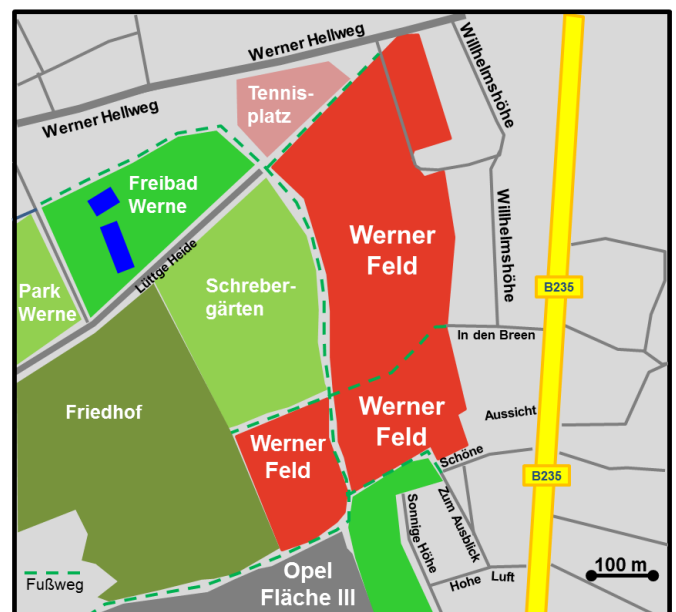 Werner Hellweg
Werner Hellweg
Willhelmshöhe
Tennis-
platz
Freibad
Werne
Willhelmshöhe
Werner
Feld
Lüttge Heide
Schreber-
gärten
Park
Werne
B235
In den Breen
Friedhof
Werner
Feld
Aussicht
Werner
Feld
Schöne
B235
Zum Ausblick
Sonnige Höhe
Fußweg
Opel
Fläche III
Hohe Luft
100 m